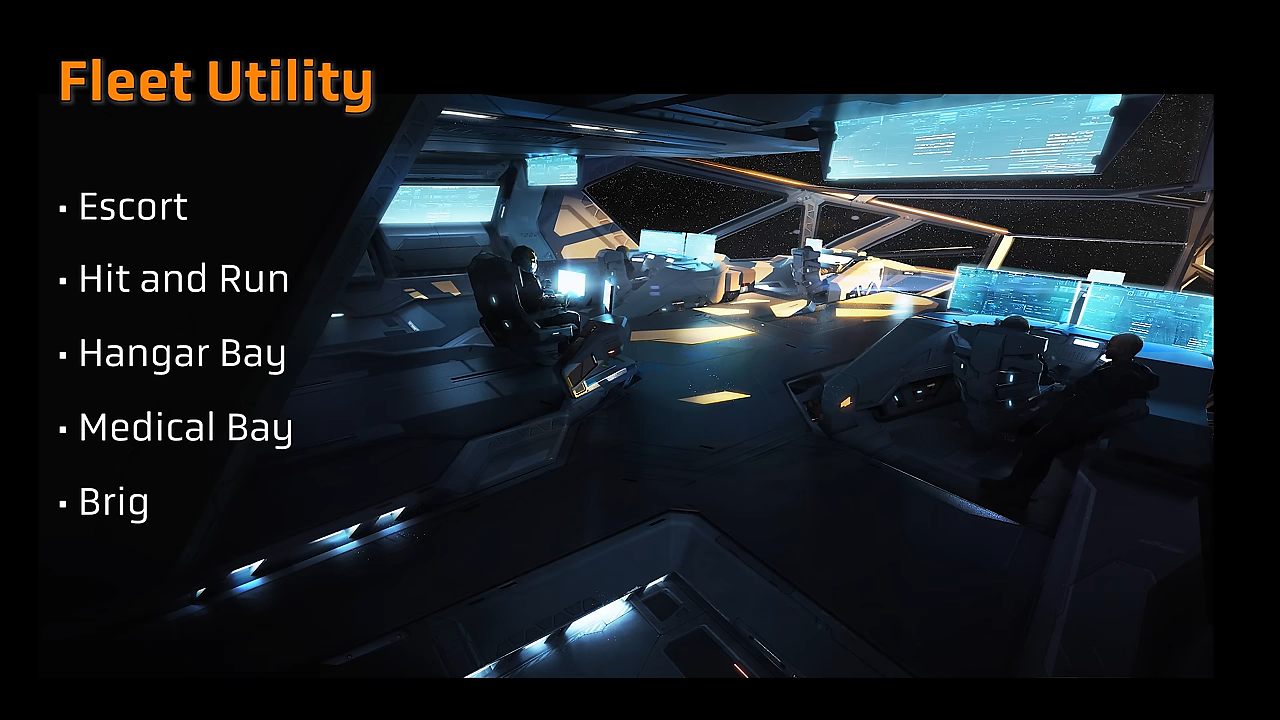 Fleet Utility
▪ Escort
▪ Hit and Run
▪ Hangar Bay
▪ Medical Bay
▪ Brig